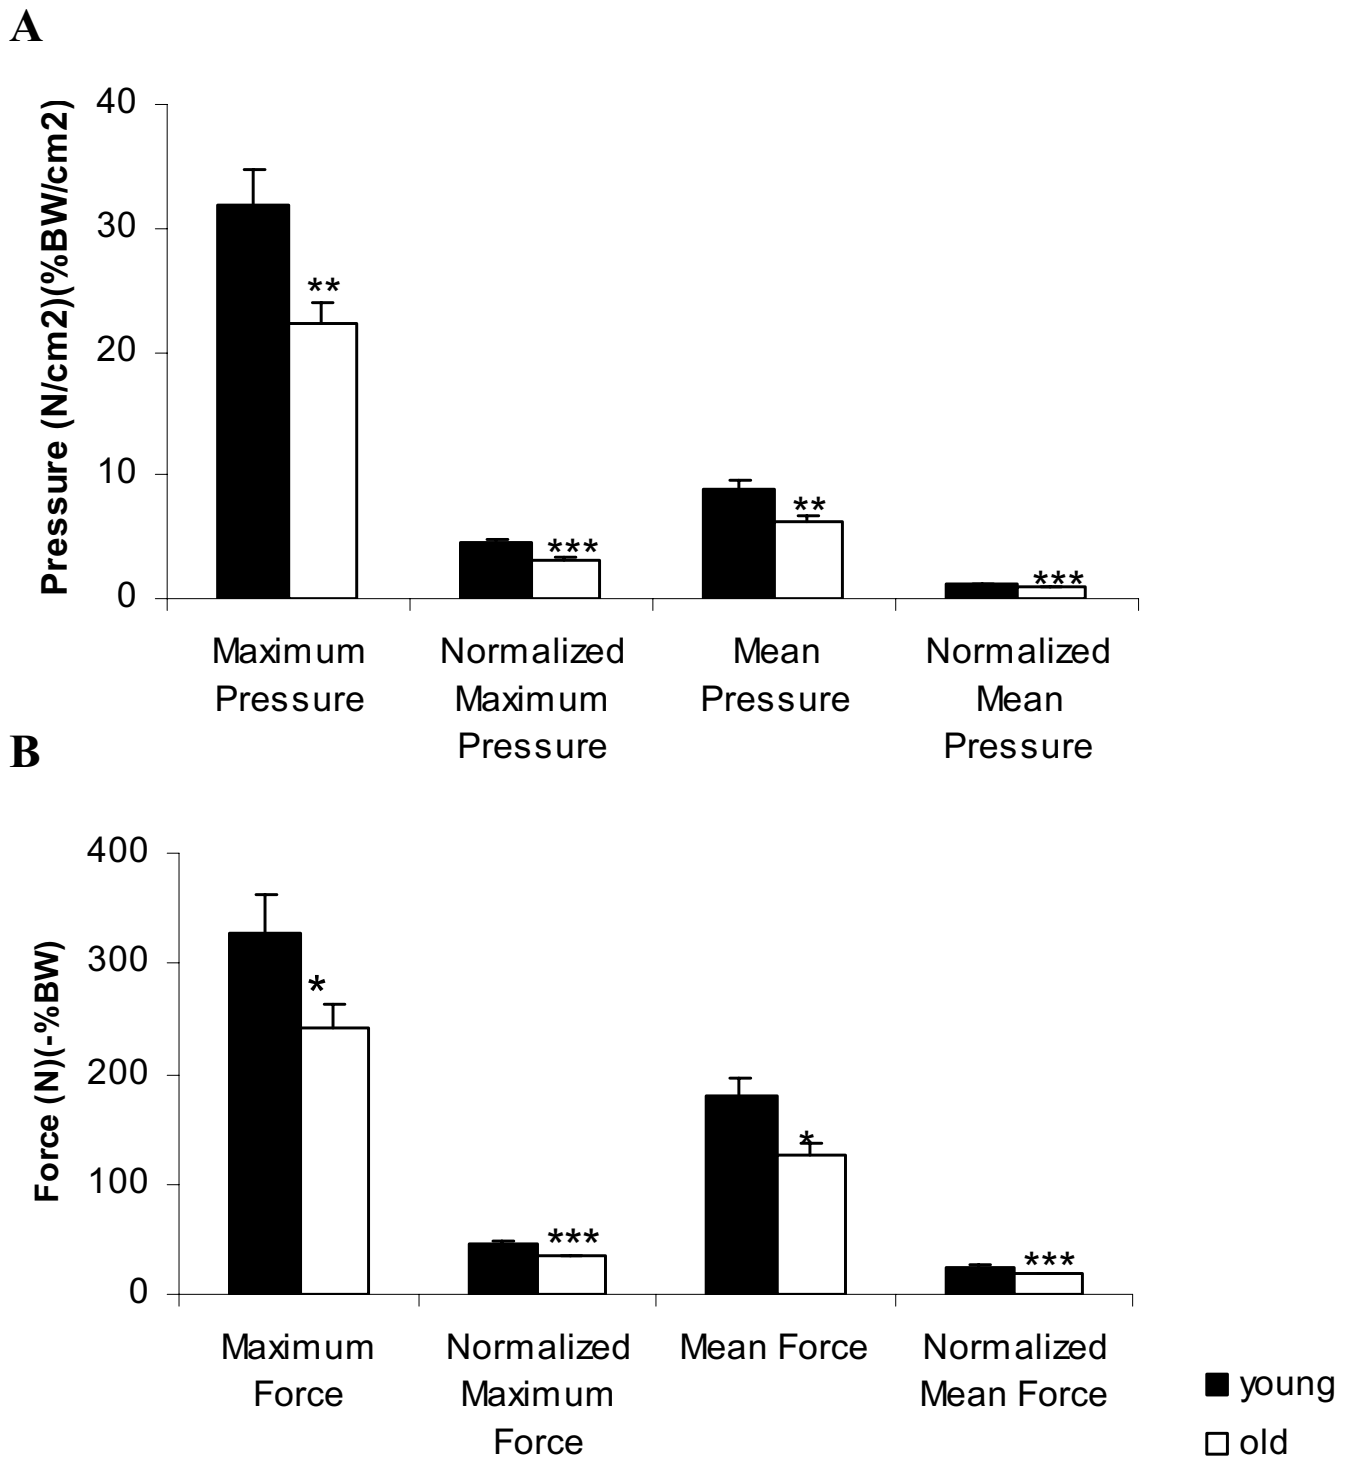 A
Pressure (N/cm2)(%BW/cm2)
40
30
20
10
0
**
***
**
***
Maximum Pressure
Normalized Maximum Pressure
Mean Pressure
Normalized Mean Pressure
B
Force (N)(-%BW)
400
300
200
100
0
*
***
*
***
Maximum Force
Normalized Maximum Force
Mean Force
Normalized Mean Force
young
old